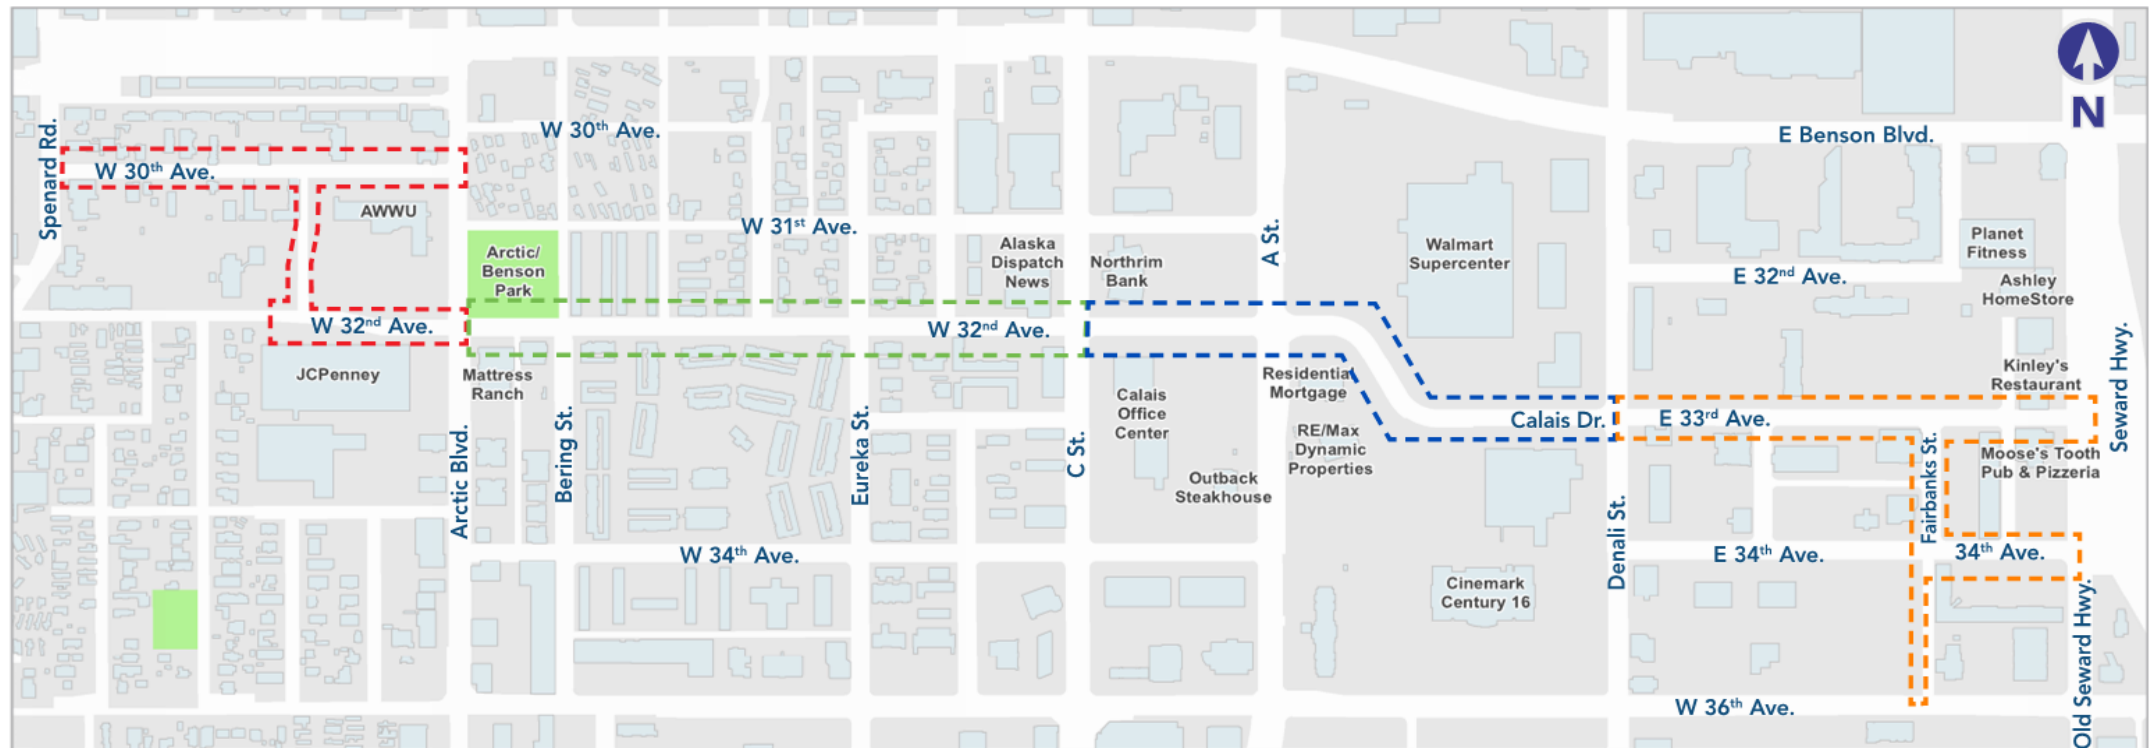 N
W 30th Ave.
E Benson Blvd.
Spenard Rd.
W 30th Ave.
AWWU
W 31st Ave.
A St.
Arctic/
Benson
Park
Alaska
Dispatch
News
Northrim
Bank
Walmart
Supercenter
Planet
Fitness
E 32nd Ave.
Ashley
HomeStore
W 32nd Ave.
W 32nd Ave.
Seward Hwy.
JCPenney
Mattress
Ranch
Residential
Mortgage
Kinley's
Restaurant
Calais
Office
Center
Calais Dr.
E 33rd Ave.
Arctic Blvd.
Bering St.
Eureka St.
C St.
RE/Max
Dynamic
Properties
Fairbanks St.
Moose's Tooth
Pub & Pizzeria
Outback
Steakhouse
Denali St.
W 34th Ave.
E 34th Ave.
34th Ave.
Cinemark
Century 16
Old Seward Hwy.
W 36th Ave.